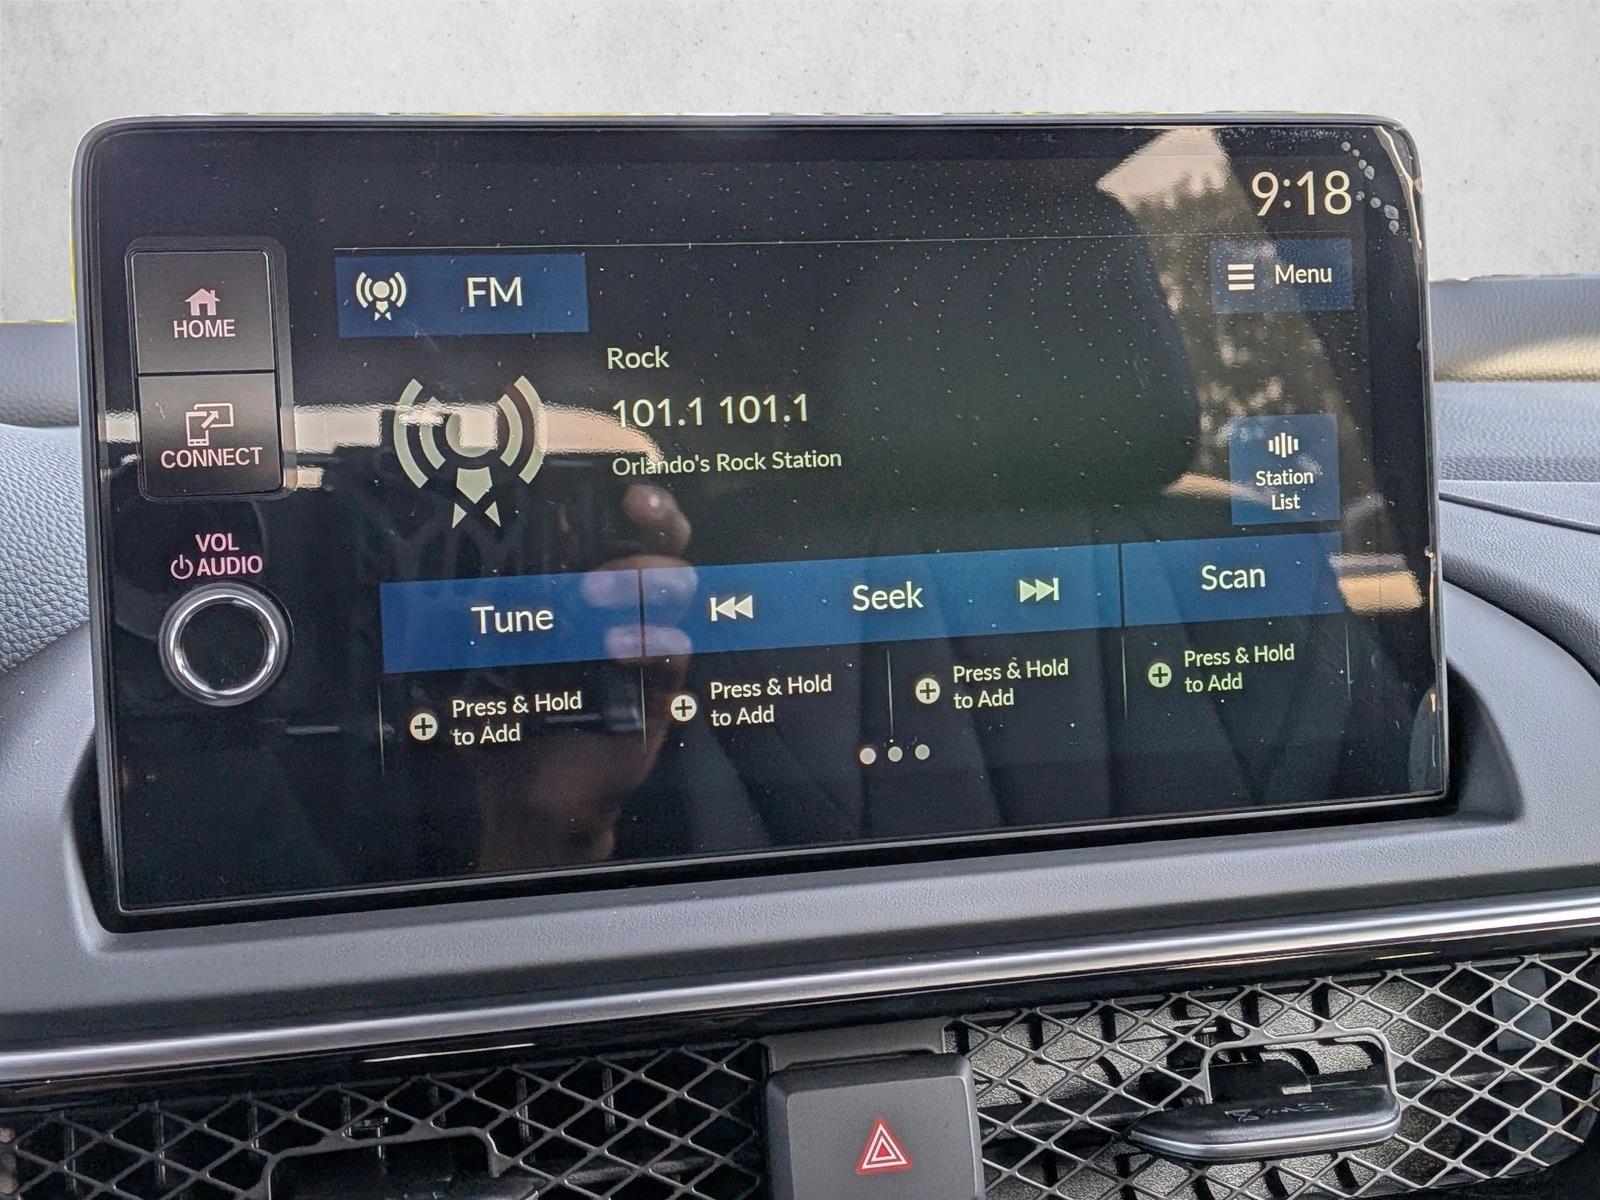 9:18
HOME
CONNECT
VOL
AUDIO
FM
Menu
Rock
101.1 101.1
Orlando's Rock Station
Station
List
Tune
Seek
Scan
Press & Hold
to Add
Press & Hold
to Add
Press & Hold
to Add
Press & Hold
to Add